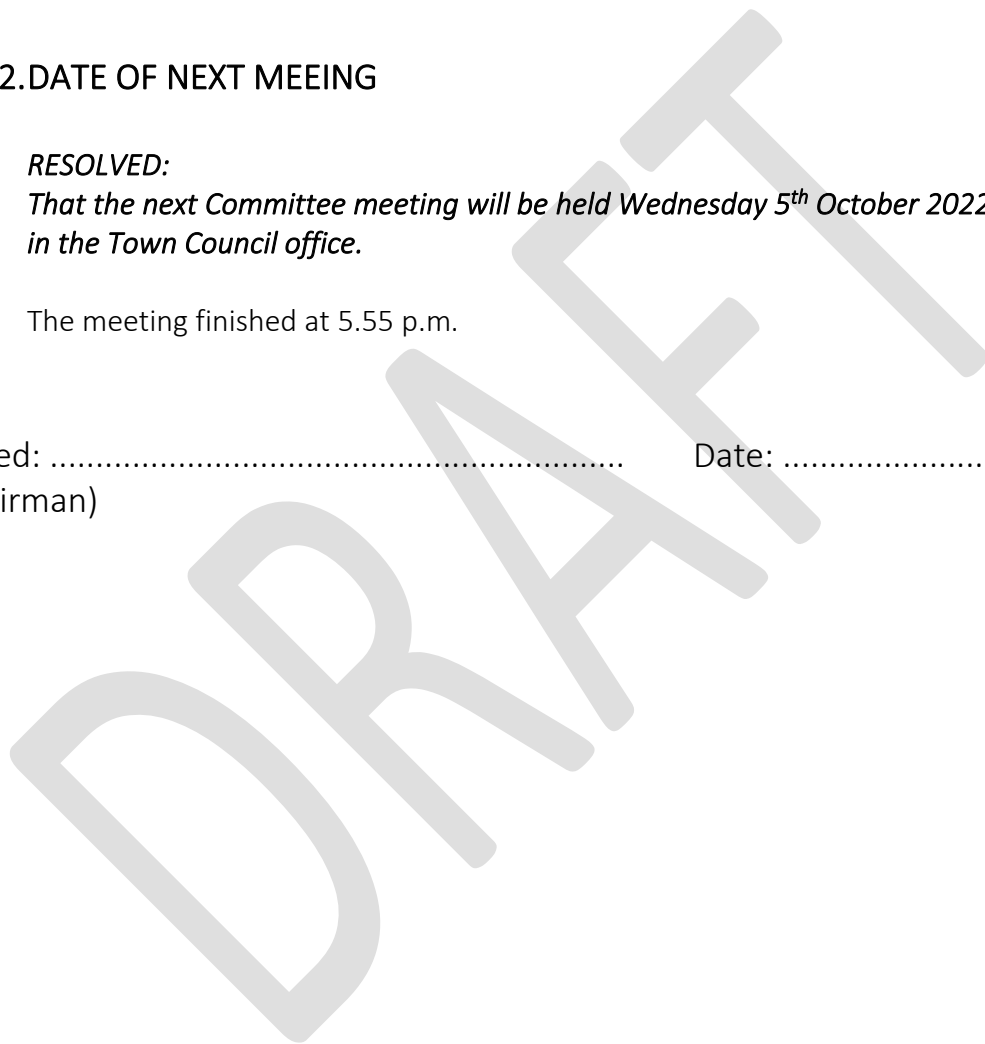 2.DATE OF NEXT MEEING
RESOLVED:
That the next Committee meeting will be held Wednesday 5th October 2022
in the Town Council office.
The meeting finished at 5.55 p.m.
ed: ................................................................. Date: ......................
irman)
DRAFT